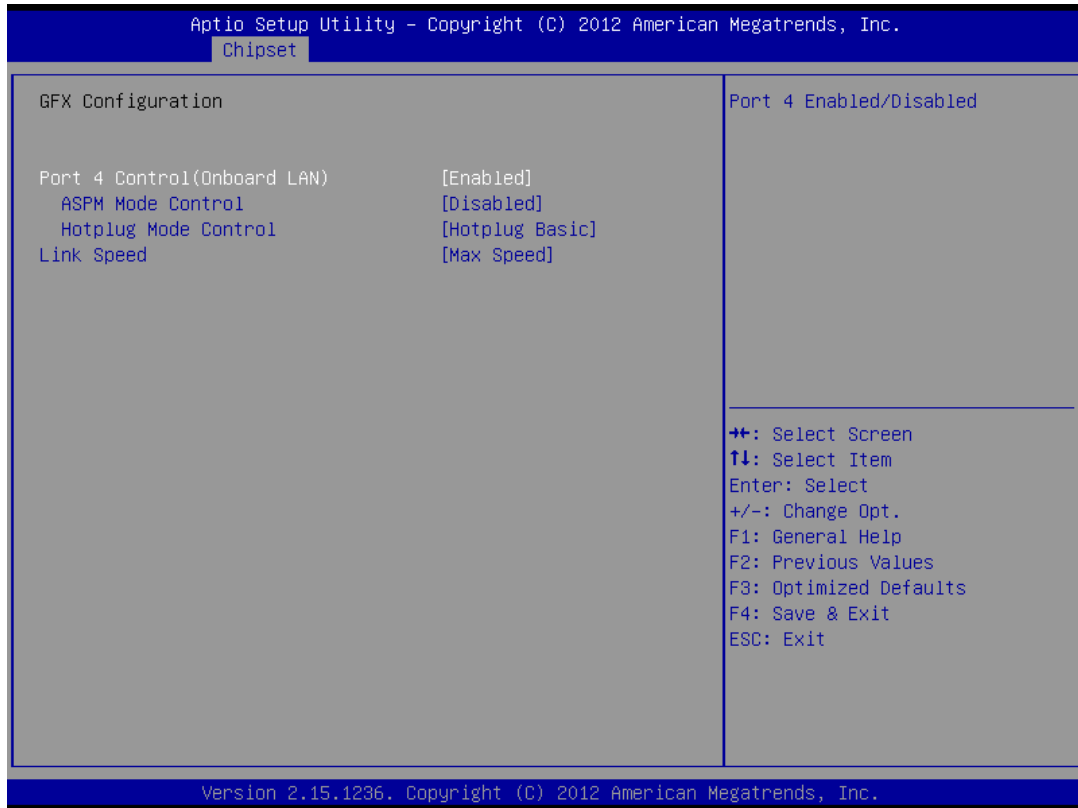 Aptio Setup Utility – Copyright (C) 2012 American Megatrends, Inc.
Chipset
GFX Configuration
Port 4 Control(Onboard LAN) [Enabled]
ASPM Mode Control [Disabled]
Hotplug Mode Control [Hotplug Basic]
Link Speed [Max Speed]
Port 4 Enabled/Disabled
→←: Select Screen
↑↓: Select Item
Enter: Select
+/-: Change Opt.
F1: General Help
F2: Previous Values
F3: Optimized Defaults
F4: Save & Exit
ESC: Exit
Version 2.15.1236. Copyright (C) 2012 American Megatrends, Inc.